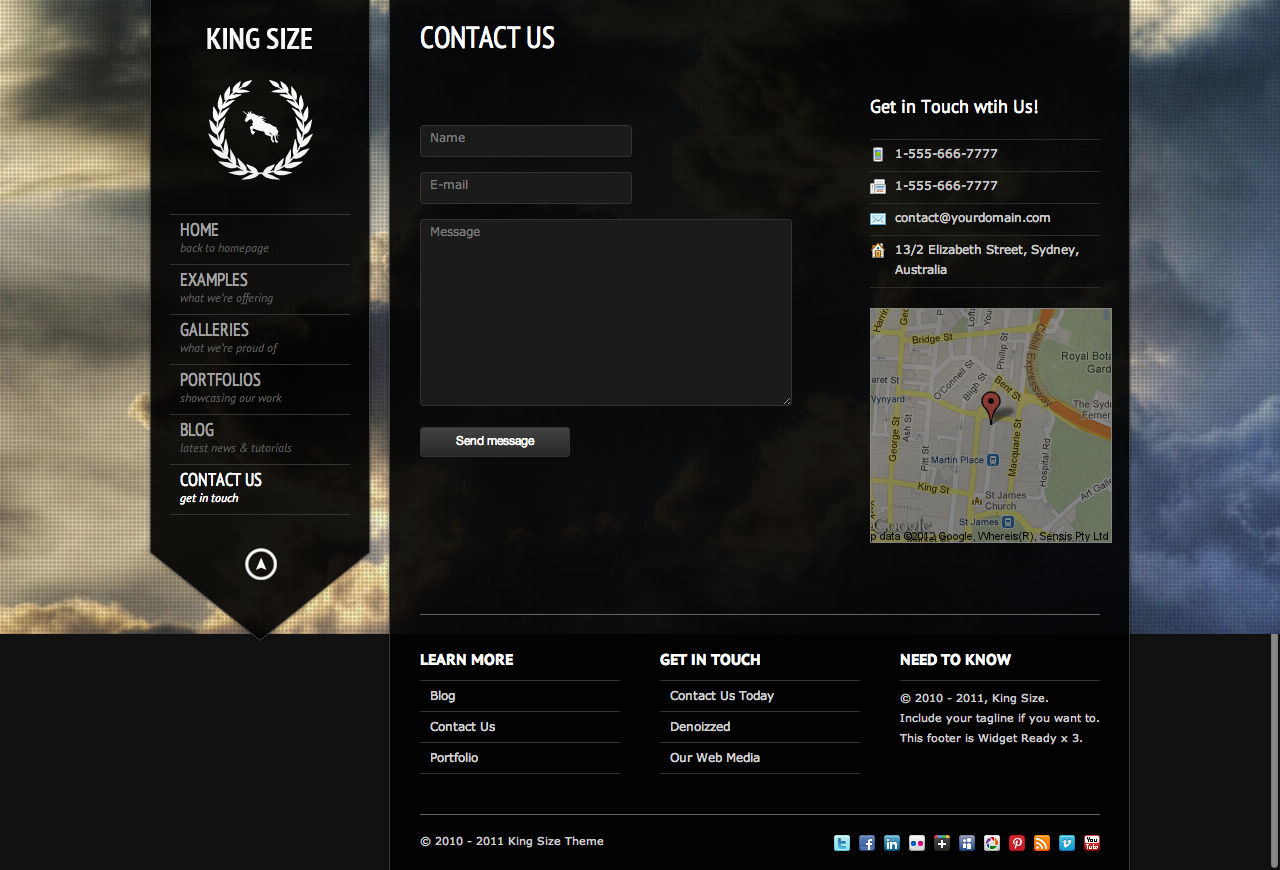 KING SIZE
HOME
back to homepage
EXAMPLES
what we're offering
GALLERIES
what we're proud of
PORTFOLIOS
showcasing our work
BLOG
latest news & tutorials
CONTACT US
get in touch
CONTACT US
Name
E-mail
Message
Send message
Get in Touch wtih Us!
1-555-666-7777
1-555-666-7777
contact@yourdomain.com
13/2 Elizabeth Street, Sydney,
Australia
Bridge St
Phillip St
Cahill Expressway
Royal Bota
Gard
O'Connell St
Bligh St
Bent St
aret St
Wynyard
The Sydn
George St
Ash St
Pitt St
Macquarie St
Hospital Rd
Martin Place
King St
St James
Church
Art Galle
St James
Google
p data ©2012 Google, Whereis(R), Sensis Pty Ltd
LEARN MORE
Blog
Contact Us
Portfolio
GET IN TOUCH
Contact Us Today
Denoizzed
Our Web Media
NEED TO KNOW
© 2010 - 2011, King Size.
Include your tagline if you want to.
This footer is Widget Ready x 3.
© 2010 - 2011 King Size Theme
You
Tube